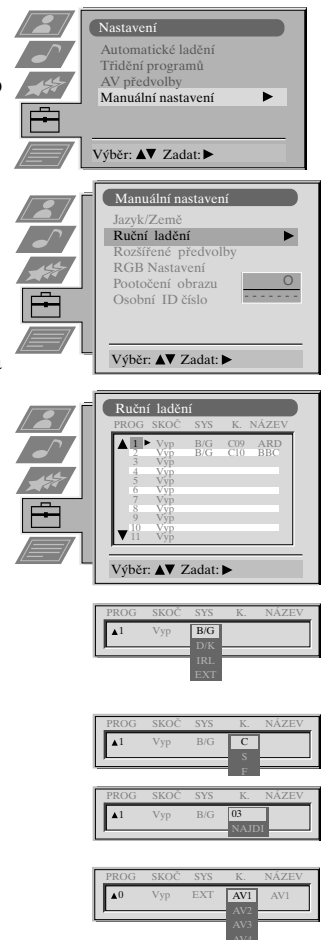 Nastavení
Automatické ladění
Třídění programů
AV předvolby
Manuální nastavení ►
Výběr: ▲▼ Zadat: ►
Manuální nastavení
Jazyk/Země
Ruční ladění ►
Rozšířené předvolby
RGB Nastavení
Pootočení obrazu O
Osobní ID číslo - - - - - - -
Výběr: ▲▼ Zadat: ►
Ruční ladění
PROG SKOČ SYS K. NÁZEV
▲ 1 ► Vyp B/G C09 ARD
2 Vyp B/G C10 BBC
3 Vyp
4 Vyp
5 Vyp
6 Vyp
7 Vyp
8 Vyp
9 Vyp
10 Vyp
▼ 11 Vyp
Výběr: ▲▼ Zadat: ►
PROG SKOČ SYS K. NÁZEV
▲1 Vyp B/G
D/K
IRL
EXT
PROG SKOČ SYS K. NÁZEV
▲1 Vyp B/G C
S
F
PROG SKOČ SYS K. NÁZEV
▲1 Vyp B/G 03
NAJDI
PROG SKOČ SYS K. NÁZEV
▲0 Vyp EXT AV1 AV1
AV2
AV3
AV4